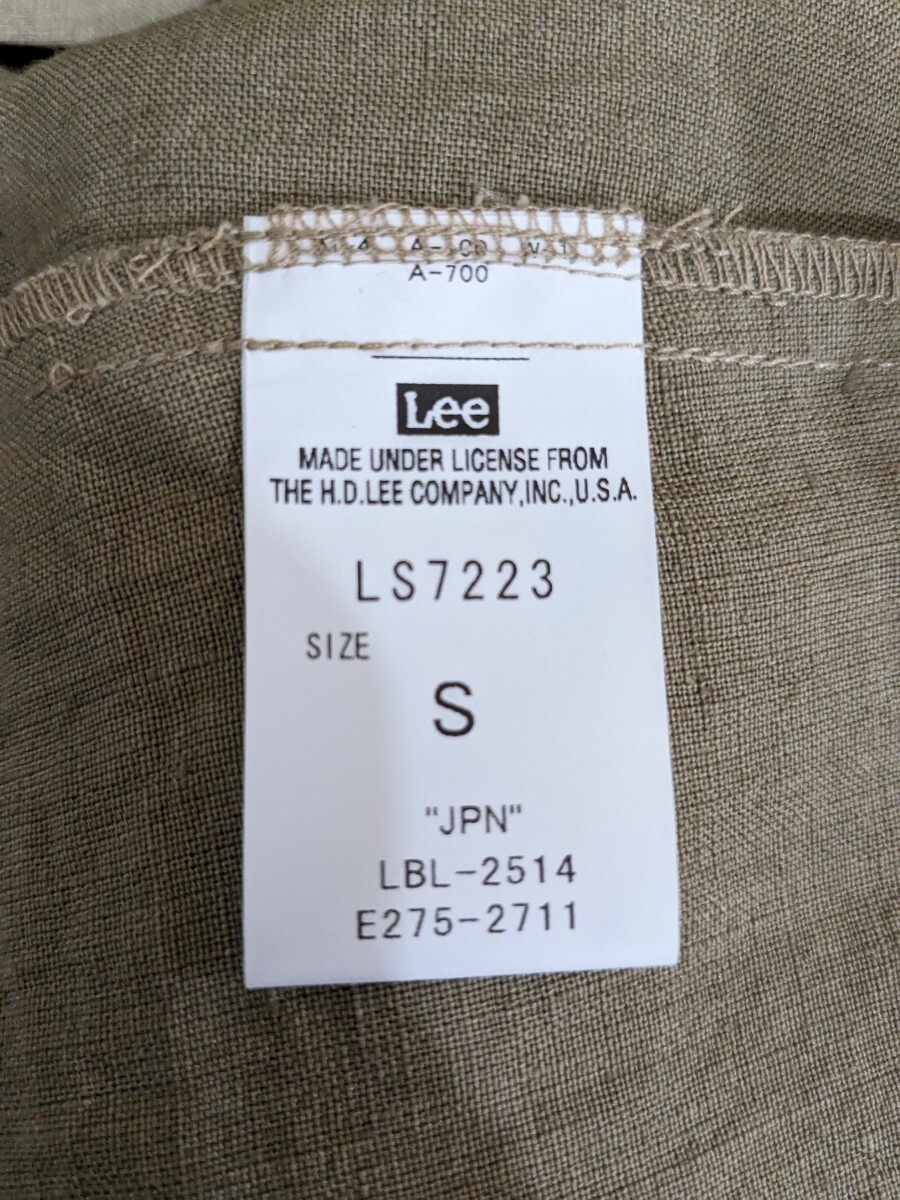 A-700
Lee
MADE UNDER LICENSE FROM
THE H.D.LEE COMPANY,INC.,U.S.A.
LS7223
SIZE
S
"JPN"
LBL-2514
E275-2711